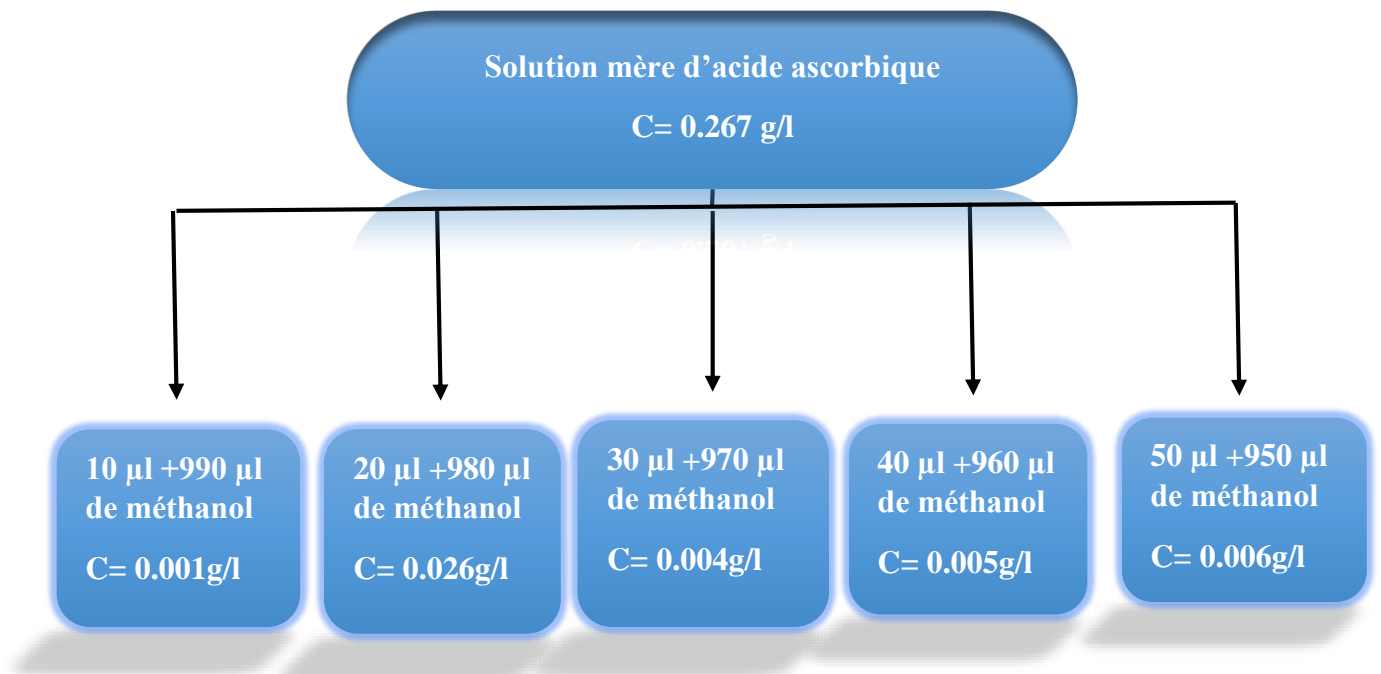 Solution mère d’acide ascorbique
C= 0.267 g/l
10 µl +990 µl
de méthanol
C= 0.001g/l
20 µl +980 µl
de méthanol
C= 0.026g/l
30 µl +970 µl
de méthanol
C= 0.004g/l
40 µl +960 µl
de méthanol
C= 0.005g/l
50 µl +950 µl
de méthanol
C= 0.006g/l